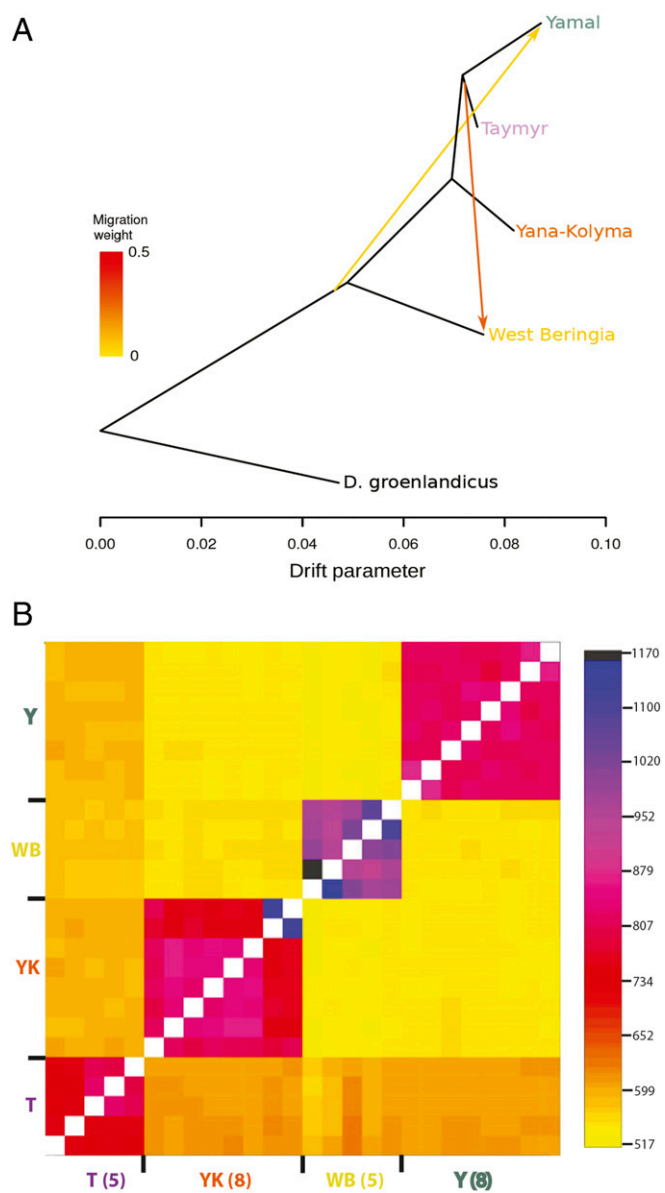 A
Yamal
Taymyr
Yana-Kolyma
West Beringia
D. groenlandicus
Migration
weight
0.5
0
0.00 0.02 0.04 0.06 0.08 0.10
Drift parameter
B
Y
WB
YK
T
1170
1100
1020
952
879
807
734
652
599
517
T (5) YK (8) WB (5) Y (8)